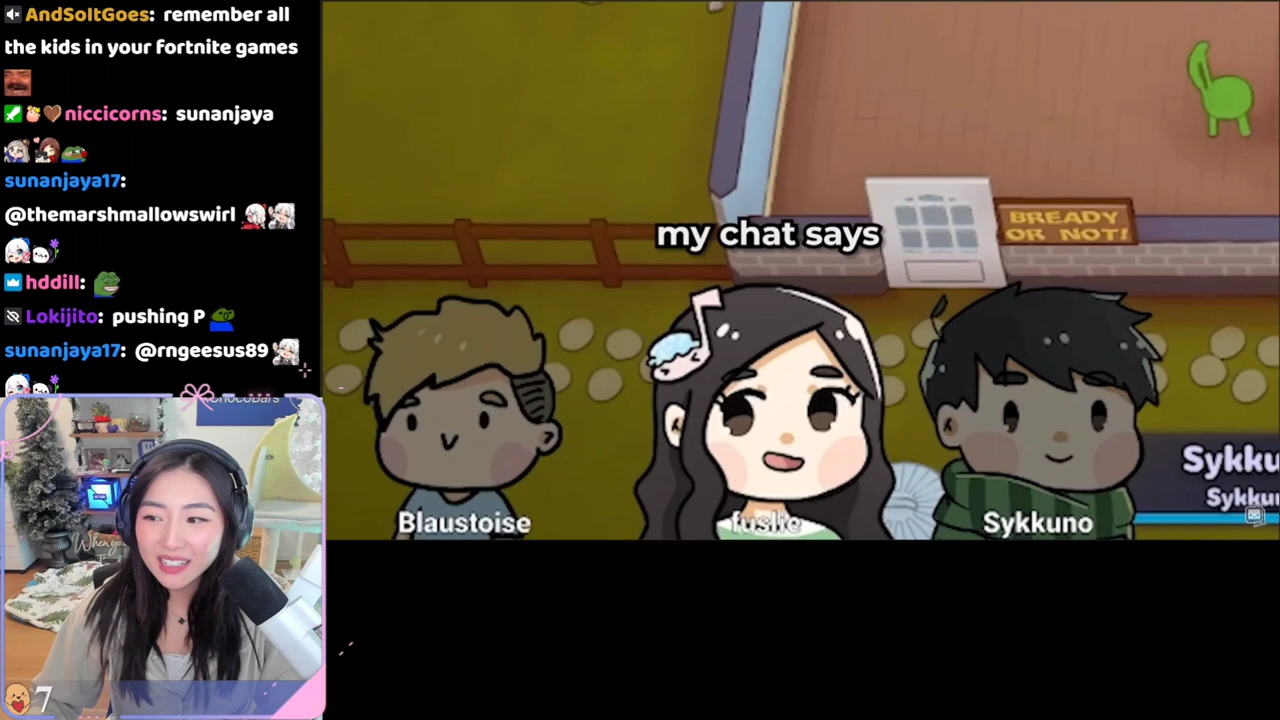 AndSoItGoes: remember all
the kids in your fortnite games
niccicorns: sunanjaya
sunanjaya17:
@themarshmallowswirl
hddill:
Lokijito: pushing P
sunanjaya17: @rngeesus89
my chat says
BREADY
OR NOT!
Blaustoise
fuslie
Sykkuno
Sykku
Sykku
7